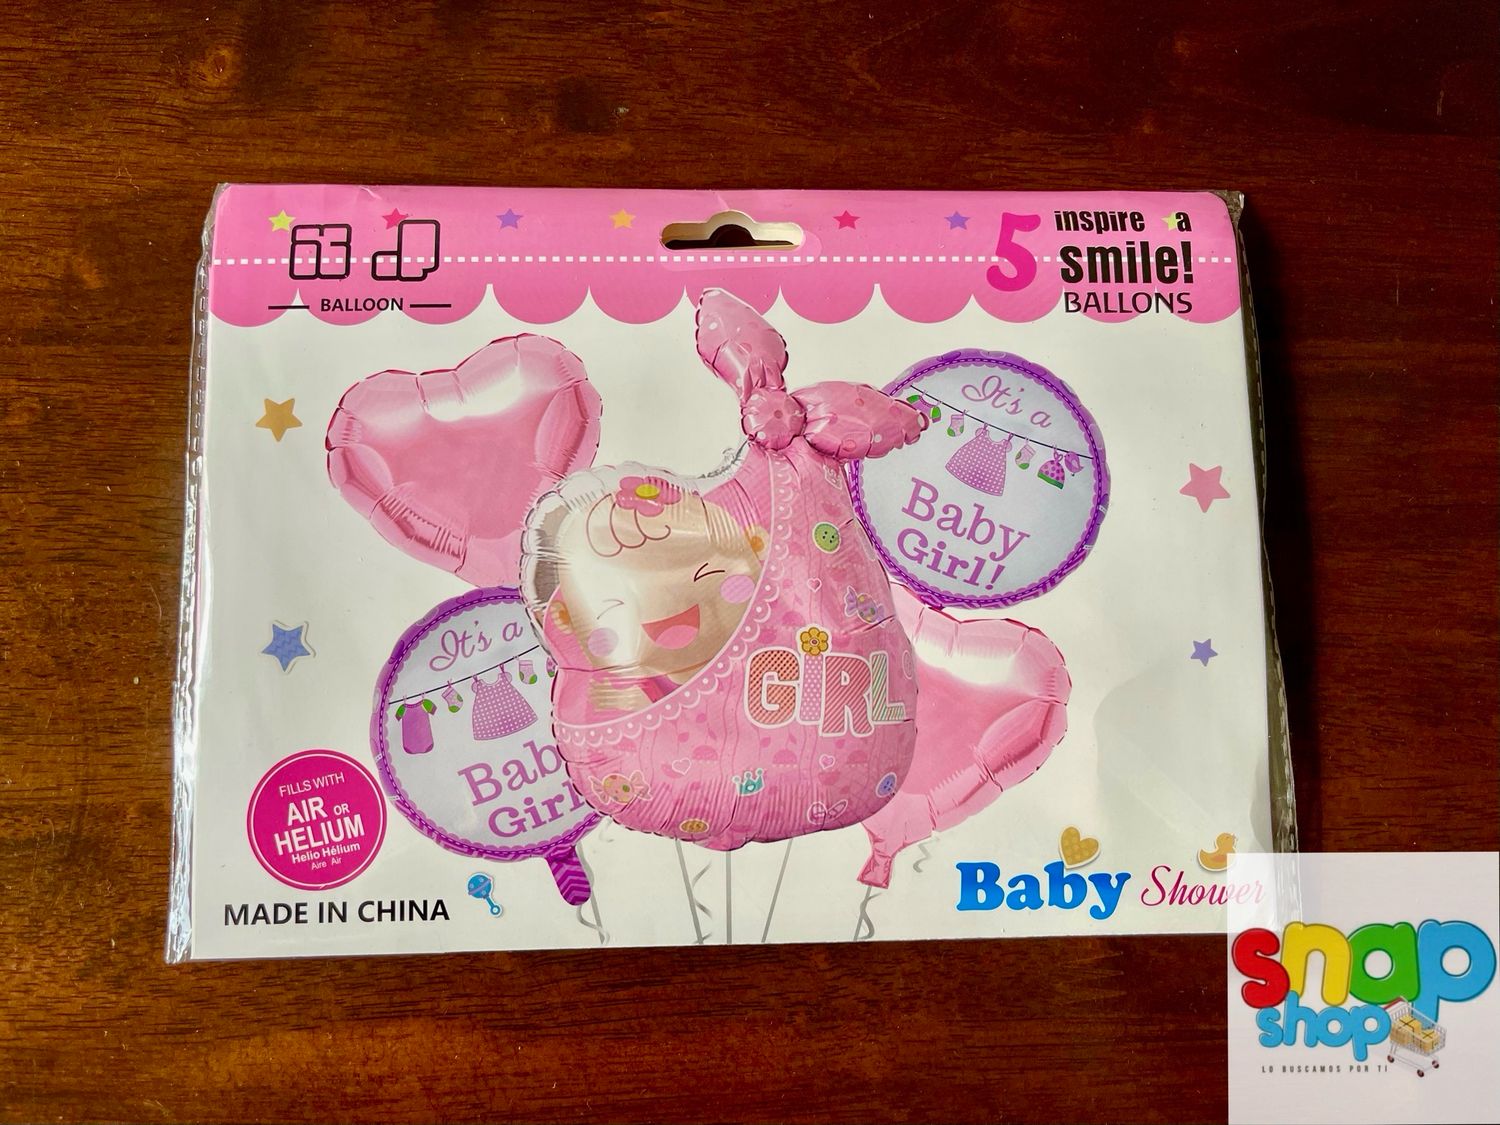 BALLOON
5
inspire a
smile!
BALLONS
It's a
Baby
Girl!
It's a
Baby
Girl
GIRL
FILLS WITH
AIR OR
HELIUM
Helio Hélium
Aire Air
MADE IN CHINA
Baby Shower
snap
shop
LO BUSCAMOS POR TI